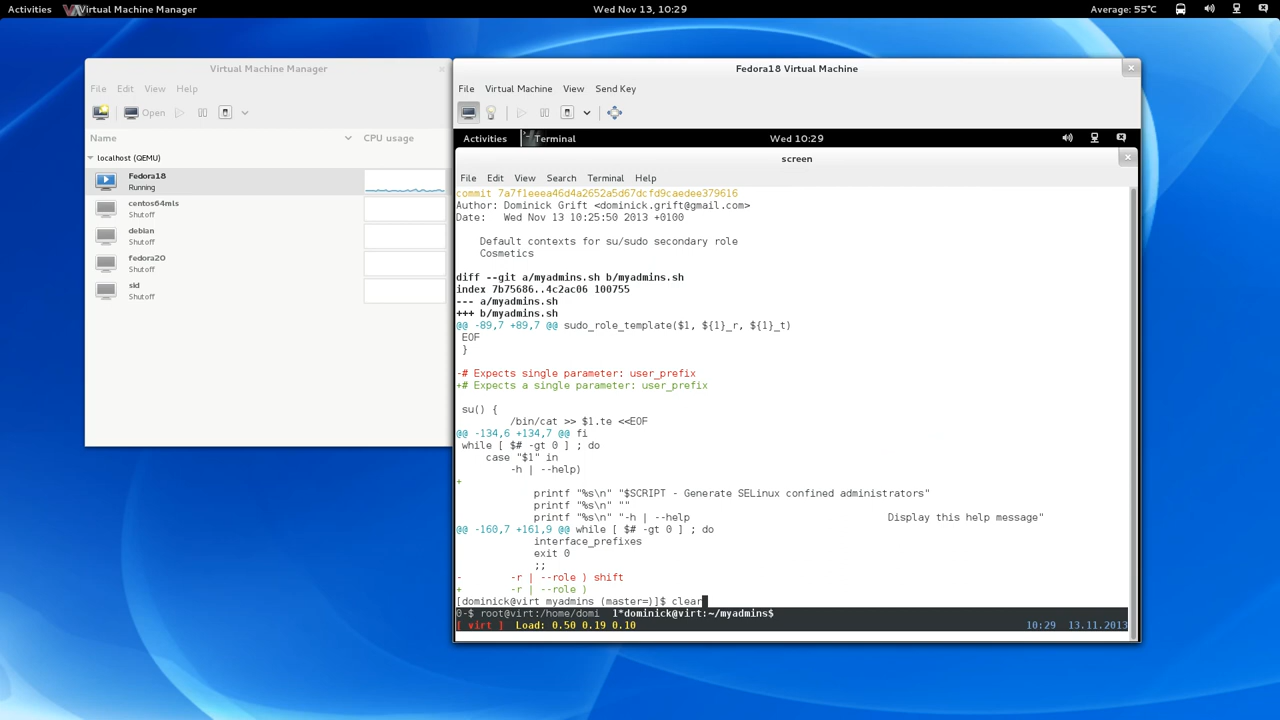 Activities Virtual Machine Manager Wed Nov 13, 10:29 Average: 55°C
Virtual Machine Manager
File Edit View Help
Open
Name CPU usage
localhost (QEMU)
Fedora18
Running
centos64mls
Shutoff
debian
Shutoff
fedora20
Shutoff
sid
Shutoff
Fedora18 Virtual Machine
File Virtual Machine View Send Key
Activities Terminal Wed 10:29
screen
File Edit View Search Terminal Help
commit 7a7f1eeea46d4a2652a5d67dcfd9caedee379616
Author: Dominick Grift <dominick.grift@gmail.com>
Date:   Wed Nov 13 10:25:50 2013 +0100
    Default contexts for su/sudo secondary role
    Cosmetics
diff --git a/myadmins.sh b/myadmins.sh
index 7b75686..4c2ac06 100755
--- a/myadmins.sh
+++ b/myadmins.sh
@@ -89,7 +89,7 @@ sudo_role_template($1, ${1}_r, ${1}_t)
 EOF
 }
-# Expects single parameter: user_prefix
+# Expects a single parameter: user_prefix
 su() {
         /bin/cat >> $1.te <<EOF
@@ -134,6 +134,7 @@ fi
 while [ $# -gt 0 ] ; do
     case "$1" in
         -h | --help)
+
             printf "%s\n" "$SCRIPT - Generate SELinux confined administrators"
             printf "%s\n" ""
             printf "%s\n" "-h | --help                                 Display this help message"
@@ -160,7 +161,9 @@ while [ $# -gt 0 ] ; do
             interface_prefixes
             exit 0
             ;;
-        -r | --role ) shift
+        -r | --role )
[dominick@virt myadmins (master=)]$ clear
0-$ root@virt:/home/domi  1*dominick@virt:~/myadmins$
[ virt ]  Load: 0.50 0.19 0.10 10:29  13.11.2013